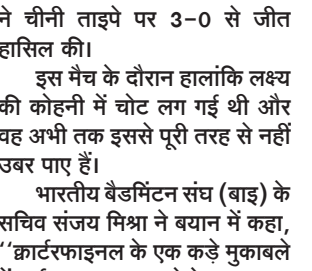 ने चीनी ताइपे पर 3-0 से जीत
हासिल की।
इस मैच के दौरान हालांकि लक्ष्य
की कोहनी में चोट लग गई थी और
वह अभी तक इससे पूरी तरह से नहीं
उबर पाए हैं।
भारतीय बैडमिंटन संघ (बाइ) के
सचिव संजय मिश्रा ने बयान में कहा,
‘‘क्वार्टरफाइनल के एक कड़े मुकाबले